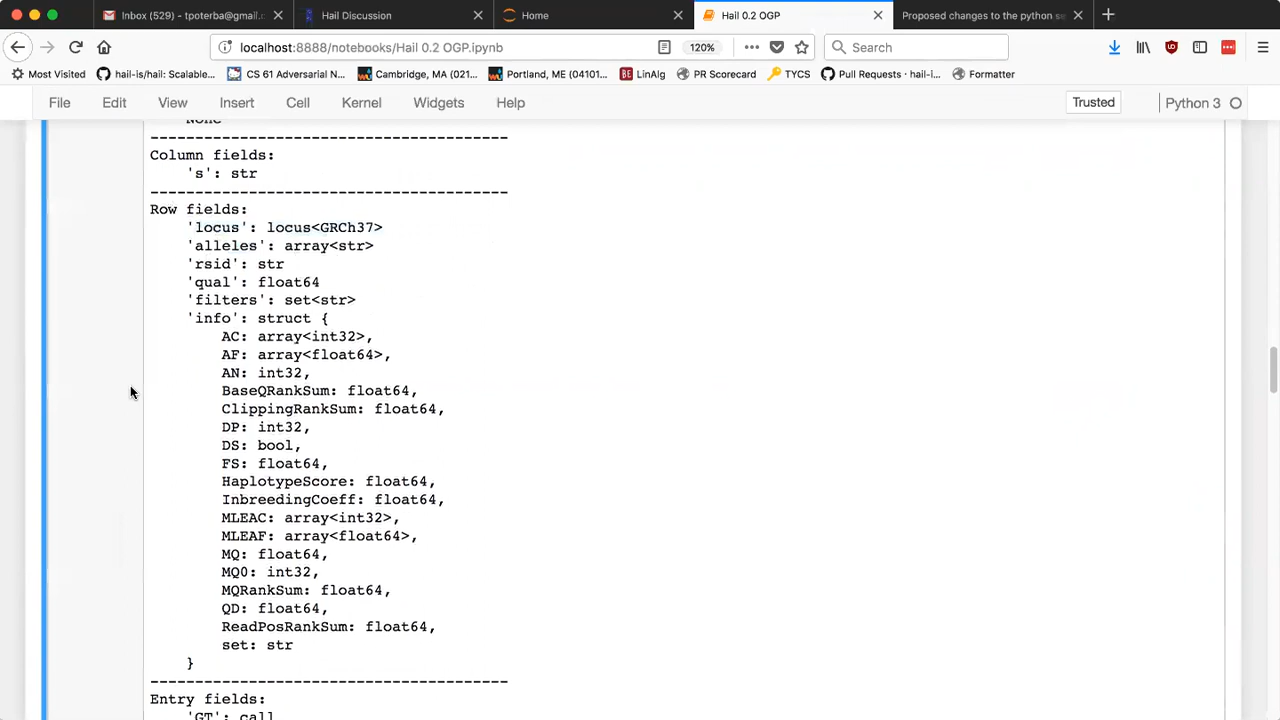 Inbox (529) - tpoterba@gmail.c
Hail Discussion
Home
Hail 0.2 OGP
Proposed changes to the python se
localhost:8888/notebooks/Hail 0.2 OGP.ipynb
120%
Search
Most Visited
hail-is/hail: Scalable...
CS 61 Adversarial N...
Cambridge, MA (021...
Portland, ME (04101...
BE LinAlg
PR Scorecard
TYCS
Pull Requests · hail-i...
Formatter
File Edit View Insert Cell Kernel Widgets Help
Trusted
Python 3
None
----------------------------------------
Column fields:
's': str
----------------------------------------
Row fields:
'locus': locus<GRCh37>
'alleles': array<str>
'rsid': str
'qual': float64
'filters': set<str>
'info': struct {
AC: array<int32>,
AF: array<float64>,
AN: int32,
BaseQRankSum: float64,
ClippingRankSum: float64,
DP: int32,
DS: bool,
FS: float64,
HaplotypeScore: float64,
InbreedingCoeff: float64,
MLEAC: array<int32>,
MLEAF: array<float64>,
MQ: float64,
MQ0: int32,
MQRankSum: float64,
QD: float64,
ReadPosRankSum: float64,
set: str
}
----------------------------------------
Entry fields:
'GT': call